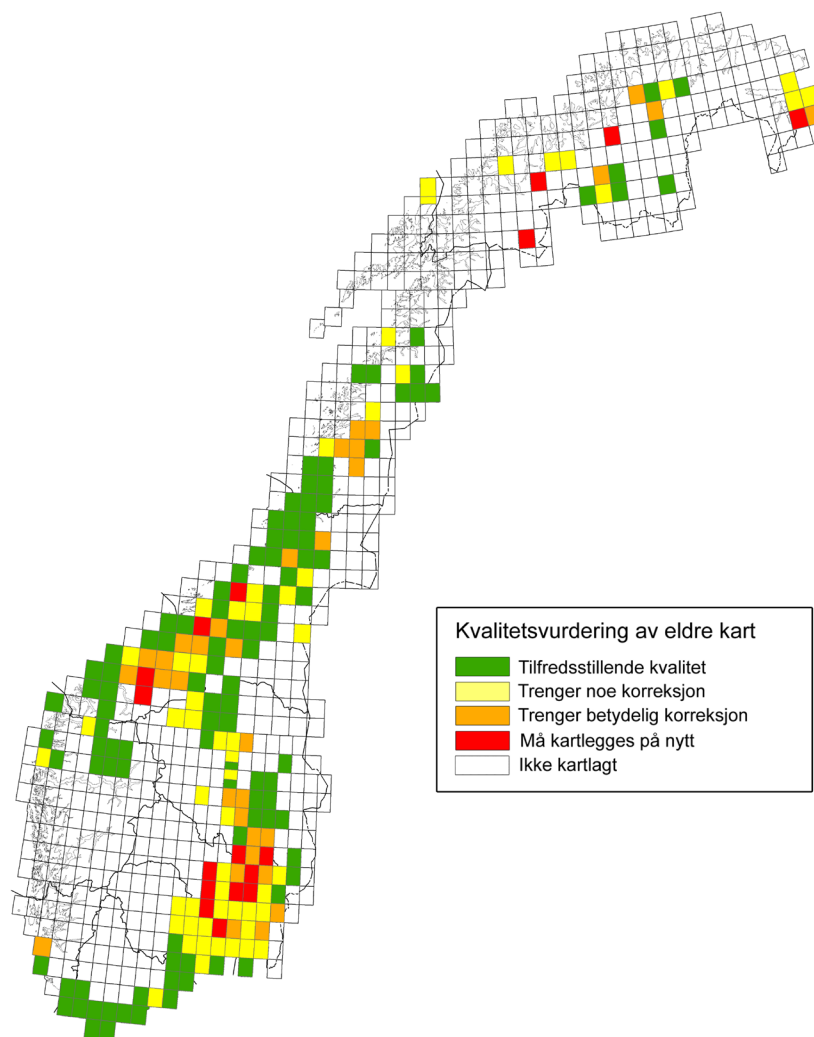 Kvalitetsvurdering av eldre kart
Tilfredsstillende kvalitet
Trenger noe korreksjon
Trenger betydelig korreksjon
Må kartlegges på nytt
Ikke kartlagt